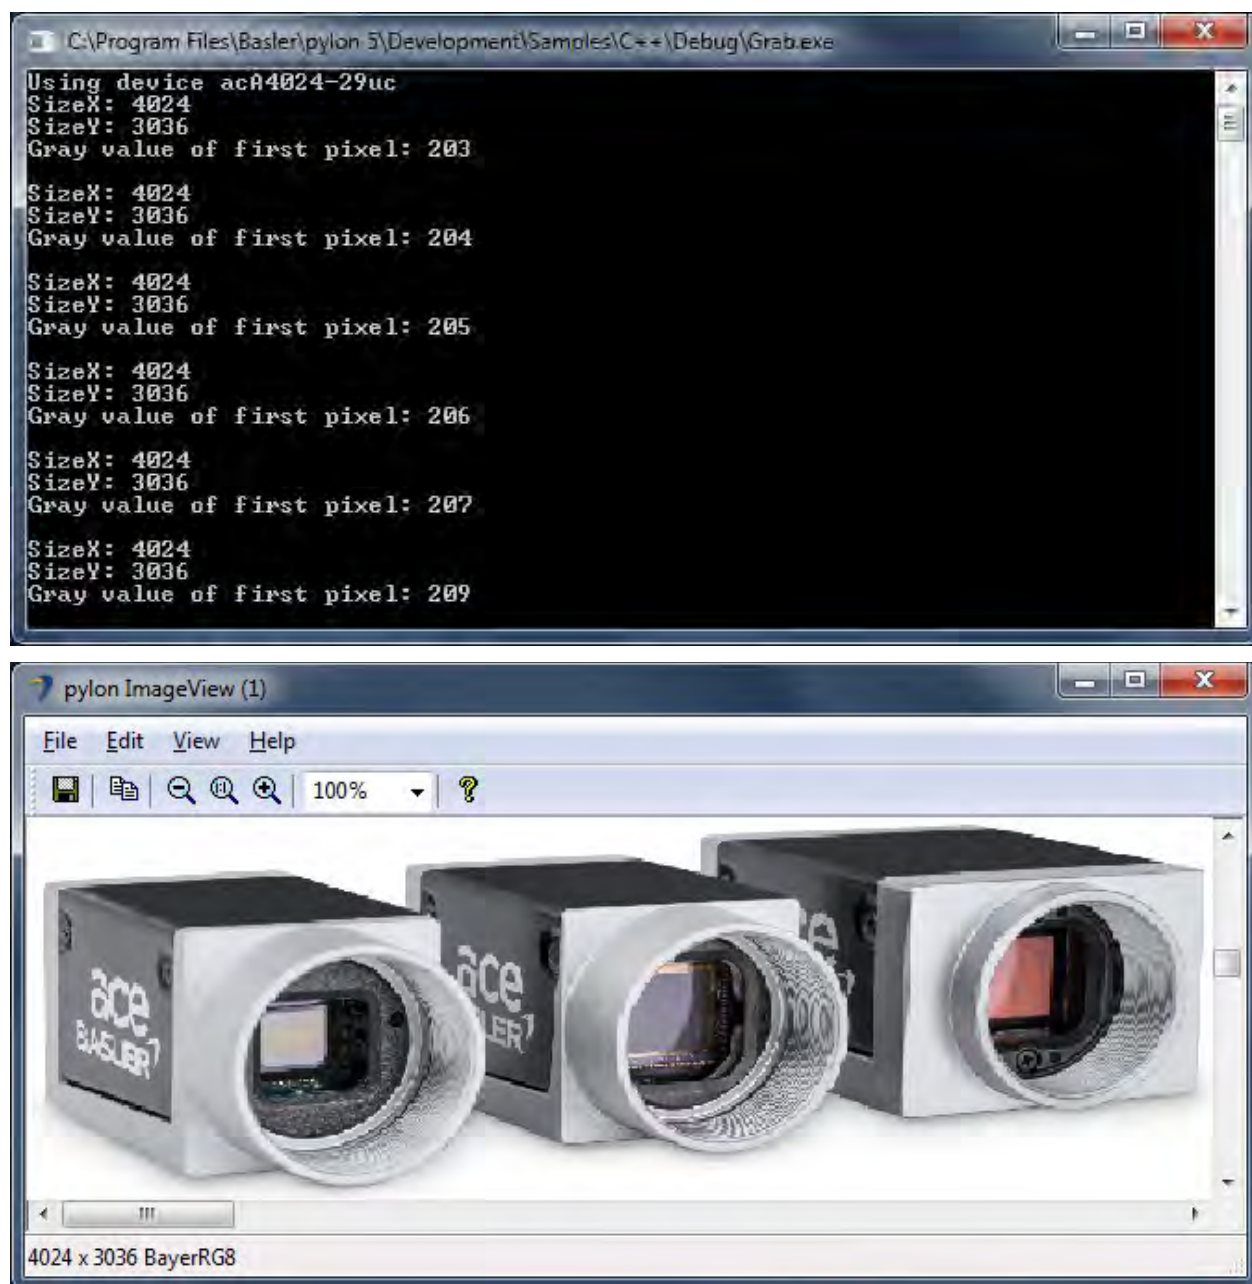 C:\Program Files\Basler\pylon 5\Development\Samples\C++\Debug\Grab.exe
Using device acA4024-29uc
SizeX: 4024
SizeY: 3036
Gray value of first pixel: 203
SizeX: 4024
SizeY: 3036
Gray value of first pixel: 204
SizeX: 4024
SizeY: 3036
Gray value of first pixel: 205
SizeX: 4024
SizeY: 3036
Gray value of first pixel: 206
SizeX: 4024
SizeY: 3036
Gray value of first pixel: 207
SizeX: 4024
SizeY: 3036
Gray value of first pixel: 209
pylon ImageView (1)
File Edit View Help
100%
ace
BASLER
ace
4024 x 3036 BayerRG8